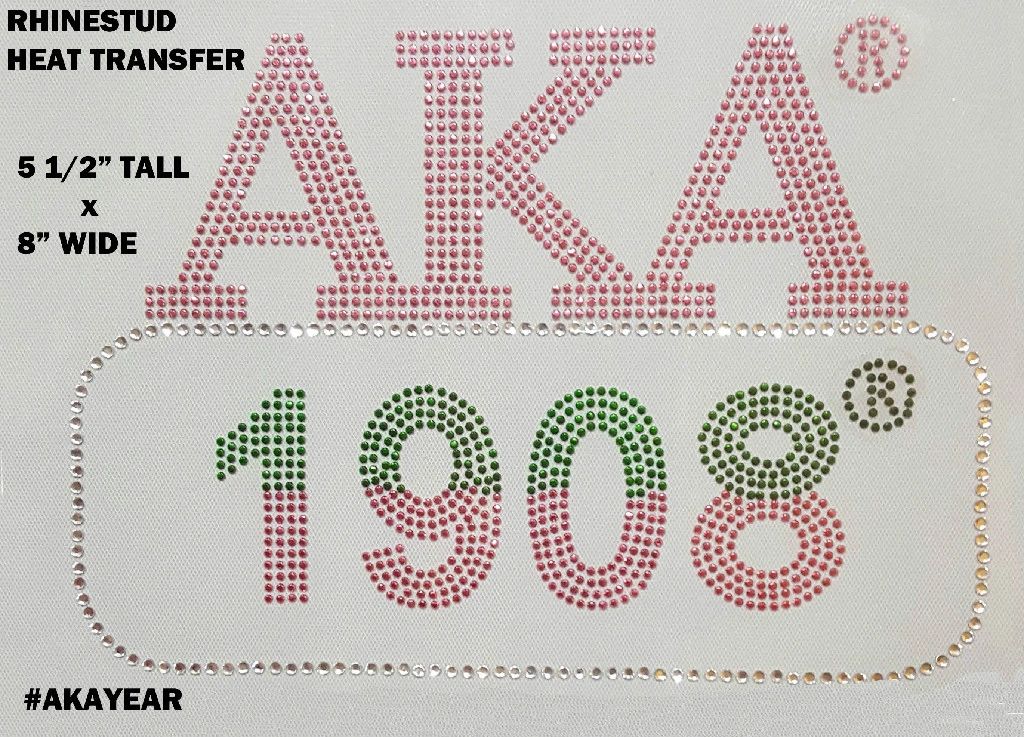 RHINESTUD
HEAT TRANSFER
AKA®
5 1/2” TALL
x
8” WIDE
1908®
#AKAYEAR